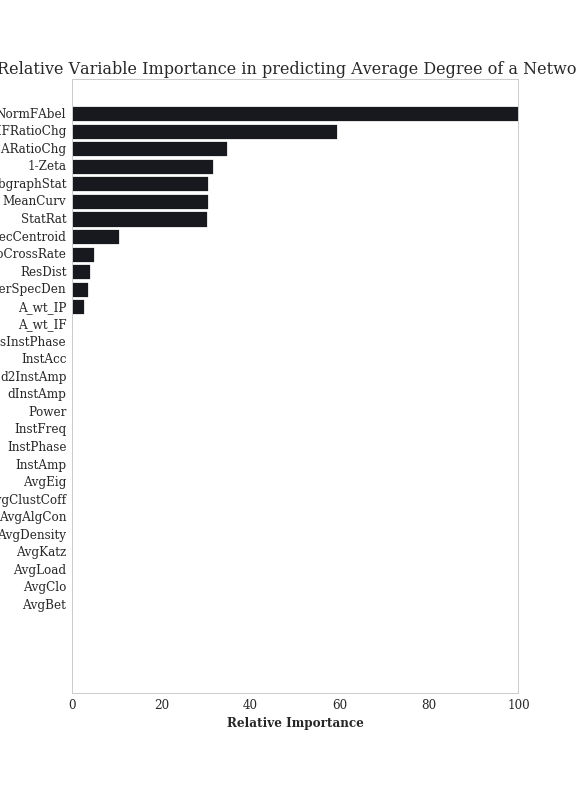 Relative Variable Importance in predicting Average Degree of a Netwo
NormFAbel
FRatioChg
ARatioChg
1-Zeta
bgraphStat
MeanCurv
StatRat
ecCentroid
oCrossRate
ResDist
erSpecDen
A_wt_IP
A_wt_IF
sInstPhase
InstAcc
d2InstAmp
dInstAmp
Power
InstFreq
InstPhase
InstAmp
AvgEig
vgClustCoff
AvgAlgCon
AvgDensity
AvgKatz
AvgLoad
AvgClo
AvgBet
0 20 40 60 80 100
Relative Importance